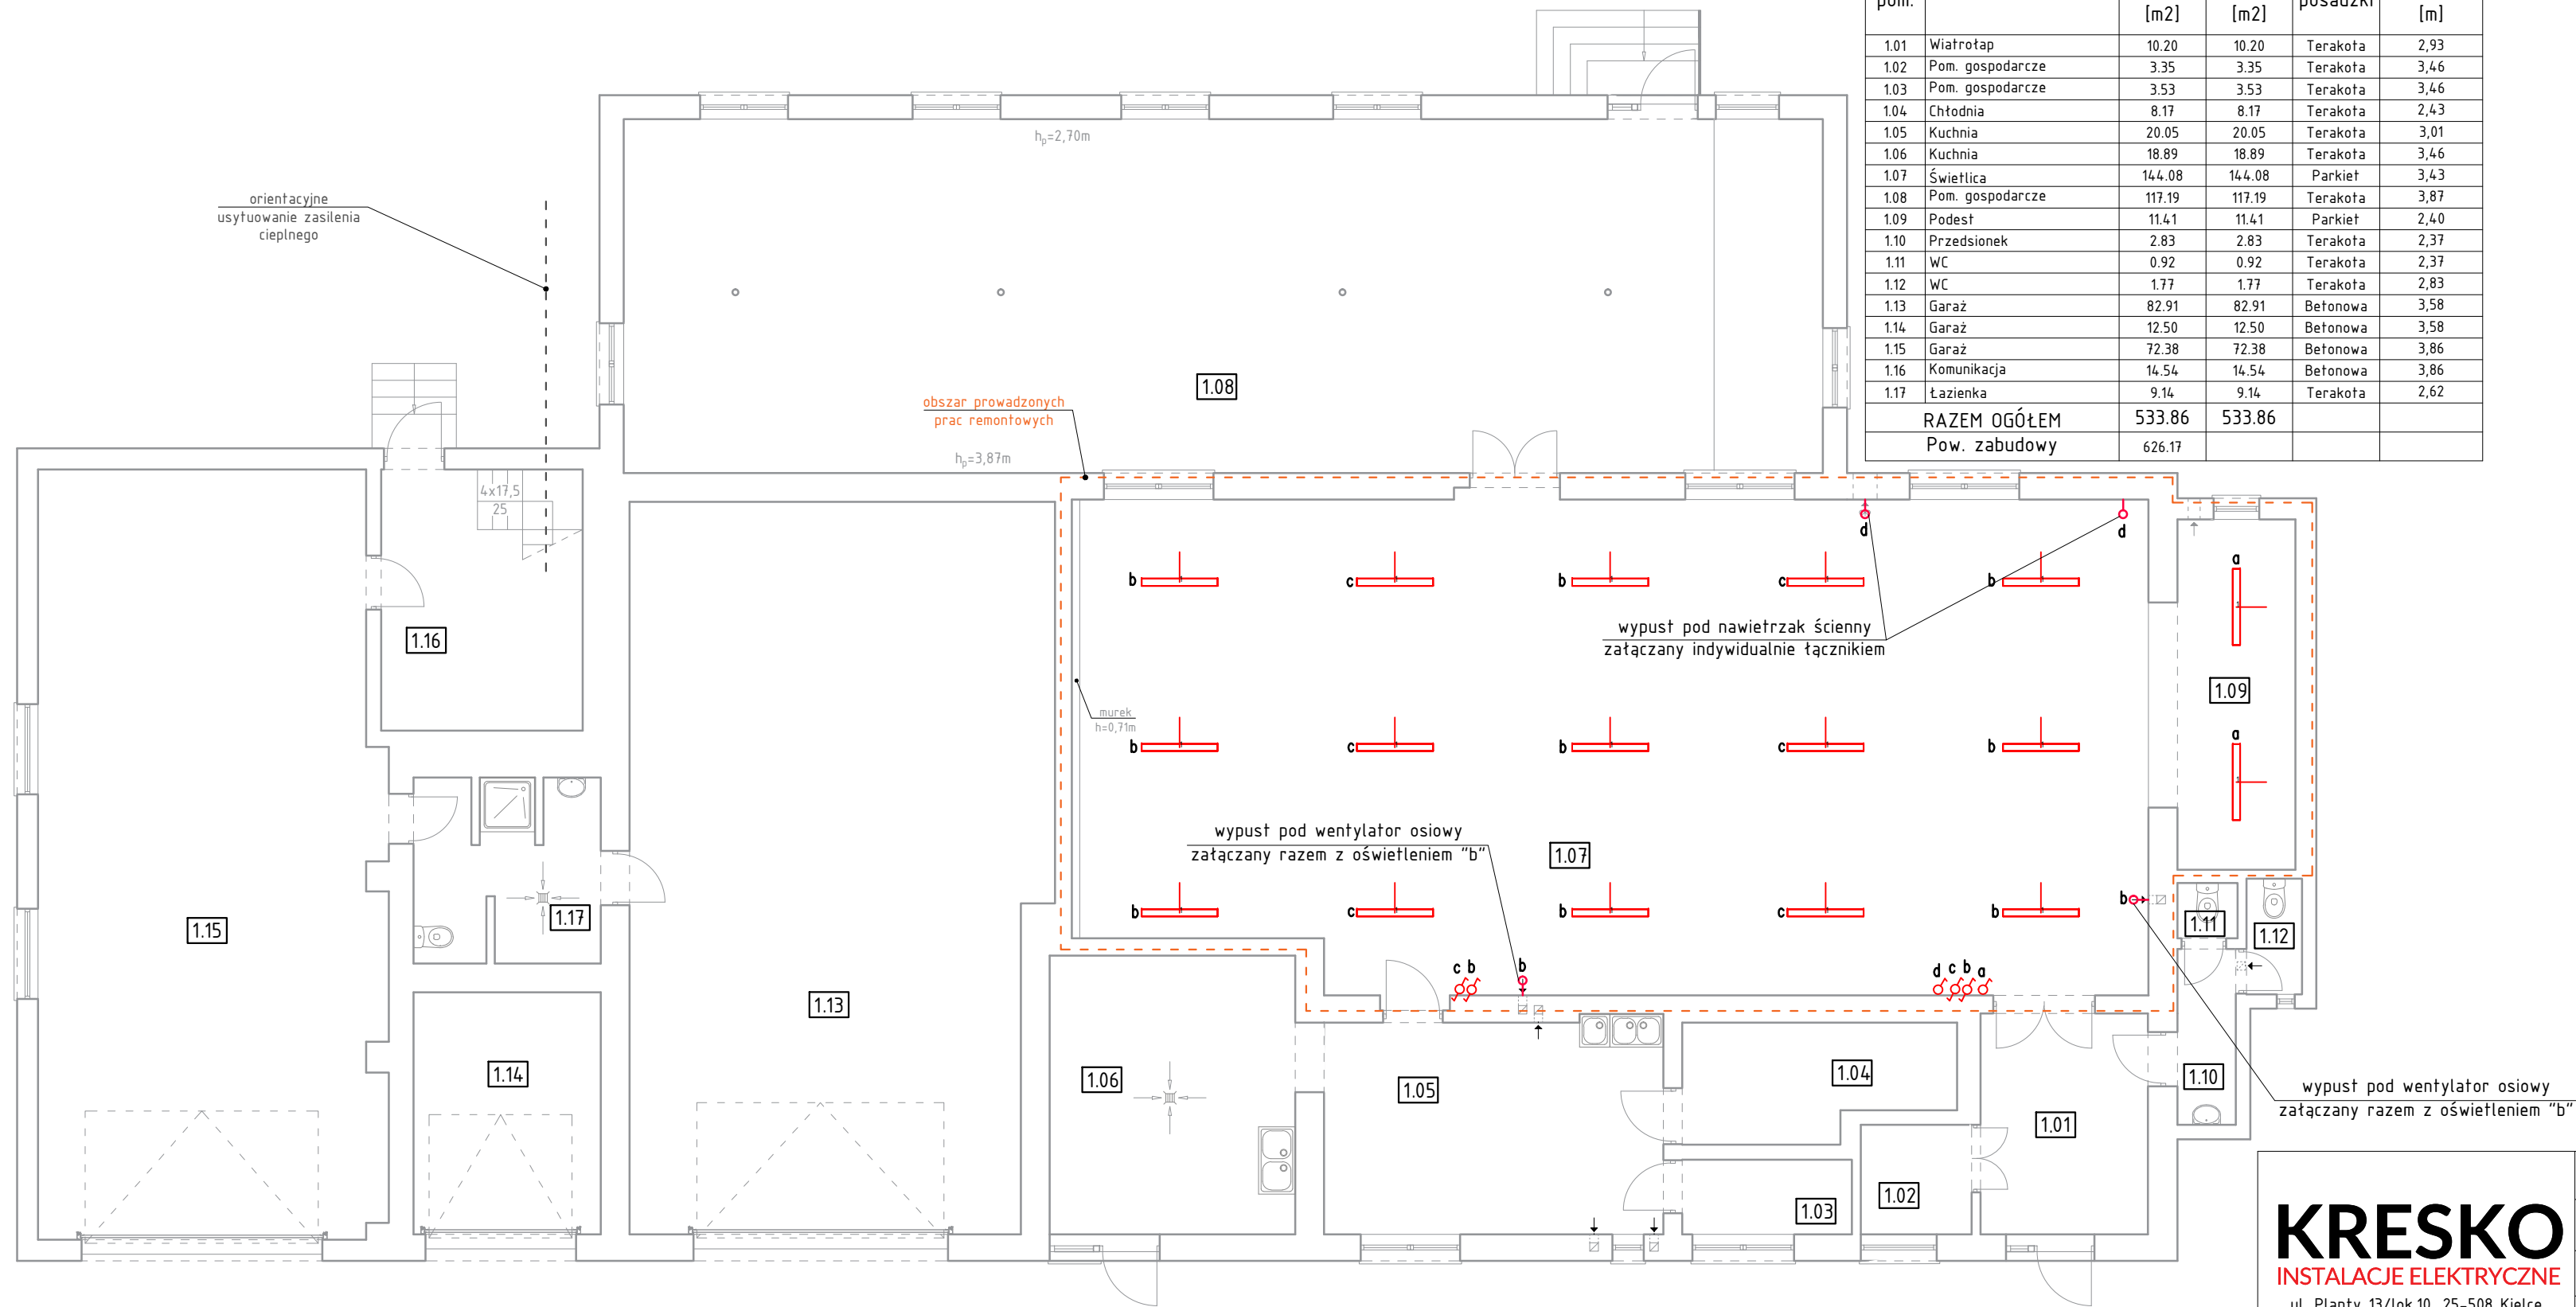 pom. [m2] [m2] posadzki [m]
1.01 Wiatrołap 10.20 10.20 Terakota 2,93
1.02 Pom. gospodarcze 3.35 3.35 Terakota 3,46
1.03 Pom. gospodarcze 3.53 3.53 Terakota 3,46
1.04 Chłodnia 8.17 8.17 Terakota 2,43
1.05 Kuchnia 20.05 20.05 Terakota 3,01
1.06 Kuchnia 18.89 18.89 Terakota 3,46
1.07 Świetlica 144.08 144.08 Parkiet 3,43
1.08 Pom. gospodarcze 117.19 117.19 Terakota 3,87
1.09 Podest 11.41 11.41 Parkiet 2,40
1.10 Przedsionek 2.83 2.83 Terakota 2,37
1.11 WC 0.92 0.92 Terakota 2,37
1.12 WC 1.77 1.77 Terakota 2,83
1.13 Garaż 82.91 82.91 Betonowa 3,58
1.14 Garaż 12.50 12.50 Betonowa 3,58
1.15 Garaż 72.38 72.38 Betonowa 3,86
1.16 Komunikacja 14.54 14.54 Betonowa 3,86
1.17 Łazienka 9.14 9.14 Terakota 2,62
RAZEM OGÓŁEM 533.86 533.86
Pow. zabudowy 626.17
hp=2,70m
orientacyjne
usytuowanie zasilenia
cieplnego
1.08
obszar prowadzonych
prac remontowych
hp=3,87m
4x17,5
25
d
d
a
b
c
b
c
b
wypust pod nawietrzak ścienny
załączany indywidualnie łącznikiem
1.16
1.09
murek
h=0,71m
a
b
c
b
c
b
wypust pod wentylator osiowy
załączany razem z oświetleniem "b"
1.07
b
1.17
1.15
b
c
b
c
b
1.11
1.12
c b
b
d c b a
1.13
1.14
1.06
1.05
1.04
1.10
wypust pod wentylator osiowy
załączany razem z oświetleniem "b"
1.01
1.02
1.03
KRESKO
INSTALACJE ELEKTRYCZNE
ul. Planty 13/lok.10, 25-508 Kielce